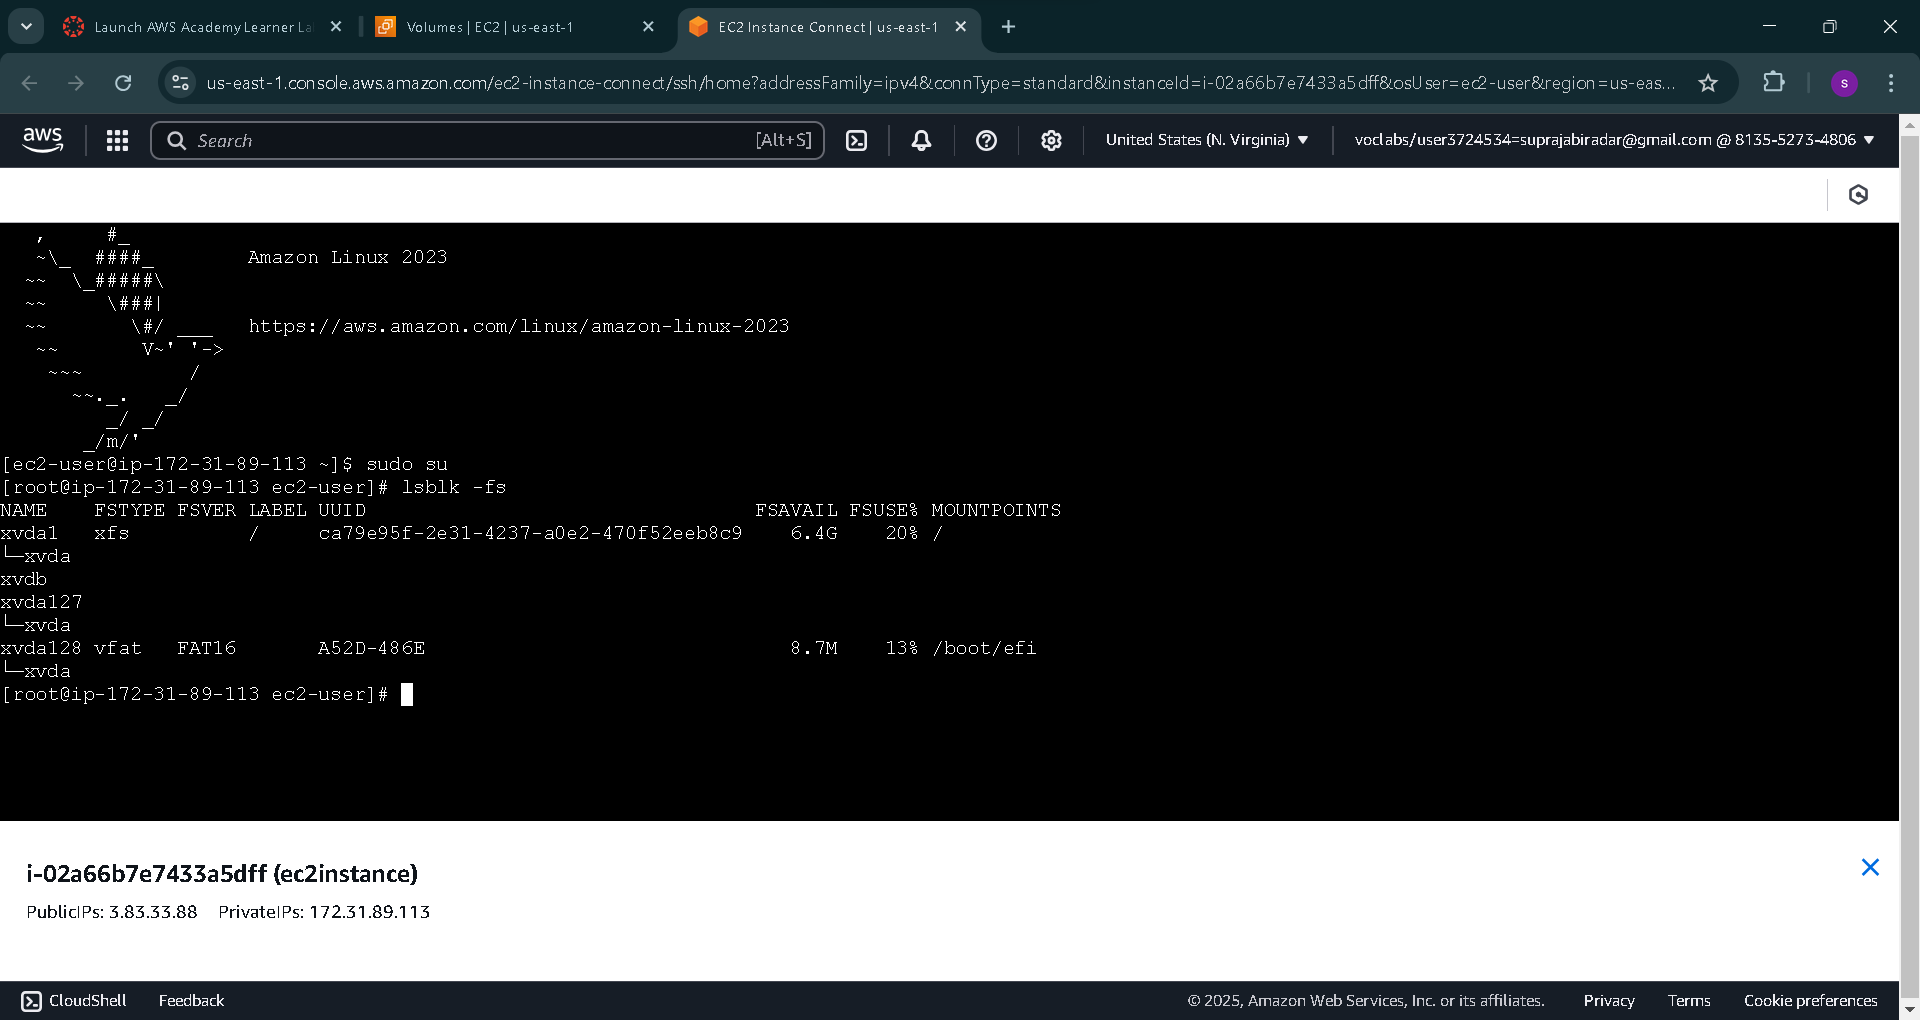 Launch AWS Academy Learner La
Volumes | EC2 | us-east-1
EC2 Instance Connect | us-east-1
us-east-1.console.aws.amazon.com/ec2-instance-connect/ssh/home?addressFamily=ipv4&connType=standard&instanceId=i-02a66b7e7433a5dff&osUser=ec2-user&region=us-eas...
s
aws
Search
[Alt+S]
United States (N. Virginia)
voclabs/user3724534=suprajabiradar@gmail.com @ 8135-5273-4806
   ,     #_
   ~\_  ####_        Amazon Linux 2023
  ~~  \_#####\
  ~~     \###|
  ~~       \#/ ___   https://aws.amazon.com/linux/amazon-linux-2023
   ~~       V~' '->
    ~~~         /
      ~~._.   _/
         _/ _/
       _/m/'
[ec2-user@ip-172-31-89-113 ~]$ sudo su
[root@ip-172-31-89-113 ec2-user]# lsblk -fs
NAME    FSTYPE FSVER LABEL UUID                                 FSAVAIL FSUSE% MOUNTPOINTS
xvda1   xfs          /     ca79e95f-2e31-4237-a0e2-470f52eeb8c9    6.4G    20% /
└─xvda
xvdb
xvda127
└─xvda
xvda128 vfat   FAT16       A52D-486E                               8.7M    13% /boot/efi
└─xvda
[root@ip-172-31-89-113 ec2-user]#
i-02a66b7e7433a5dff (ec2instance)
PublicIPs: 3.83.33.88 PrivateIPs: 172.31.89.113
CloudShell
Feedback
© 2025, Amazon Web Services, Inc. or its affiliates.
Privacy
Terms
Cookie preferences